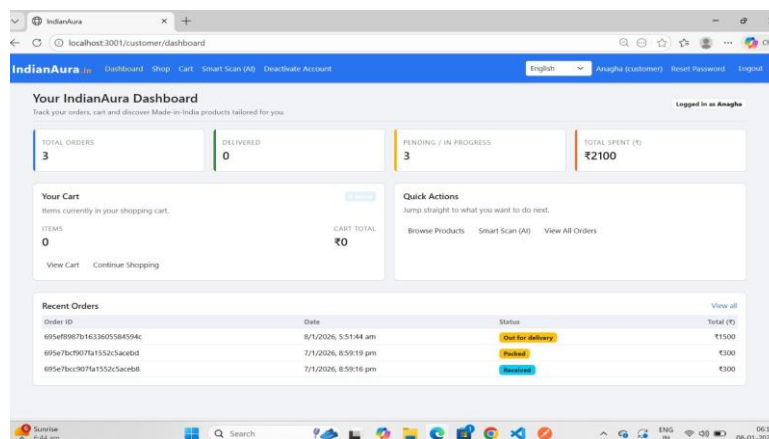 IndianAura
localhost:3001/customer/dashboard
IndianAura.in Dashboard Shop Cart Smart Scan (AI) Deactivate Account English Anagha (customer) Reset Password Logout
Your IndianAura Dashboard
Track your orders, cart and discover Made-in-India products tailored for you.
Logged in as Anagha
TOTAL ORDERS DELIVERED PENDING / IN PROGRESS TOTAL SPENT (₹)
3 0 3 ₹2100
Your Cart
Items currently in your shopping cart.
ITEMS CART TOTAL
0 ₹0
View Cart Continue Shopping
Quick Actions
Jump straight to what you want to do next.
Browse Products Smart Scan (AI) View All Orders
Recent Orders View all
Order ID Date Status Total (₹)
695ef8987b1633605584594c 8/1/2026, 5:51:44 am Out for delivery ₹1500
695e7bcf907fa1552c5acebd 7/1/2026, 8:59:19 pm Packed ₹300
695e7bcc907fa1552c5aceb8 7/1/2026, 8:59:16 pm Received ₹300
Sunrise
6:44 am
Search
ENG
IN